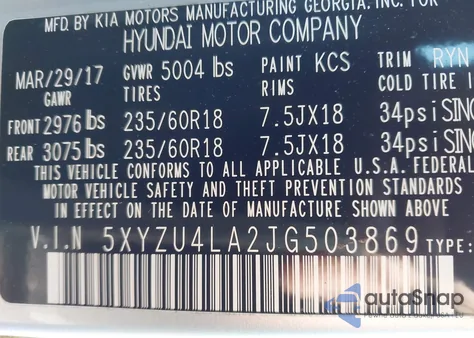 MFD. BY KIA MOTORS MANUFACTURING GEORGIA, INC. FOR
HYUNDAI MOTOR COMPANY
MAR/29/17 GVWR 5004 lbs PAINT KCS TRIM RYN
GAWR TIRES RIMS COLD TIRE
FRONT 2976 lbs 235/60R18 7.5JX18 34psi SING
REAR 3075 lbs 235/60R18 7.5JX18 34psi SING
THIS VEHICLE CONFORMS TO ALL APPLICABLE U.S.A. FEDERAL
MOTOR VEHICLE SAFETY AND THEFT PREVENTION STANDARDS
IN EFFECT ON THE DATE OF MANUFACTURE SHOWN ABOVE
V.I.N 5XYZU4LA2JG503869 TYPE:
autoSnap